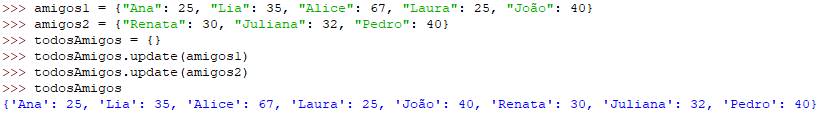 >>> amigos1 = {"Ana": 25, "Lia": 35, "Alice": 67, "Laura": 25, "João": 40}
>>> amigos2 = {"Renata": 30, "Juliana": 32, "Pedro": 40}
>>> todosAmigos = {}
>>> todosAmigos.update(amigos1)
>>> todosAmigos.update(amigos2)
>>> todosAmigos
{'Ana': 25, 'Lia': 35, 'Alice': 67, 'Laura': 25, 'João': 40, 'Renata': 30, 'Juliana': 32, 'Pedro': 40}